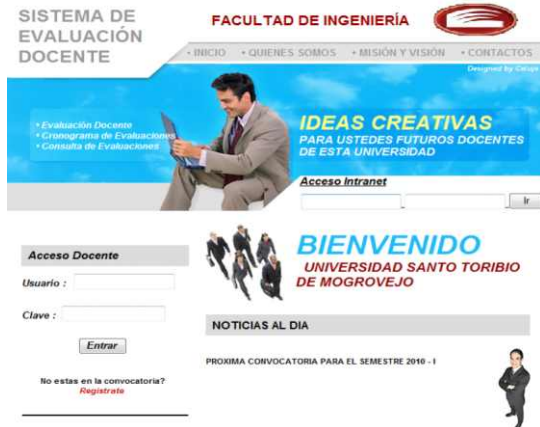 SISTEMA DE
EVALUACIÓN
DOCENTE
FACULTAD DE INGENIERÍA
• INICIO • QUIENES SOMOS • MISIÓN Y VISIÓN • CONTACTOS
Designed by
• Evaluación Docente
• Cronograma de Evaluaciones
• Consulta de Evaluaciones
IDEAS CREATIVAS
PARA USTEDES FUTUROS DOCENTES
DE ESTA UNIVERSIDAD
Acceso Intranet
Ir
Acceso Docente
Usuario :
Clave :
Entrar
No estas en la convocatoria?
Registrate
BIENVENIDO
UNIVERSIDAD SANTO TORIBIO
DE MOGROVEJO
NOTICIAS AL DIA
PROXIMA CONVOCATORIA PARA EL SEMESTRE 2010 - I